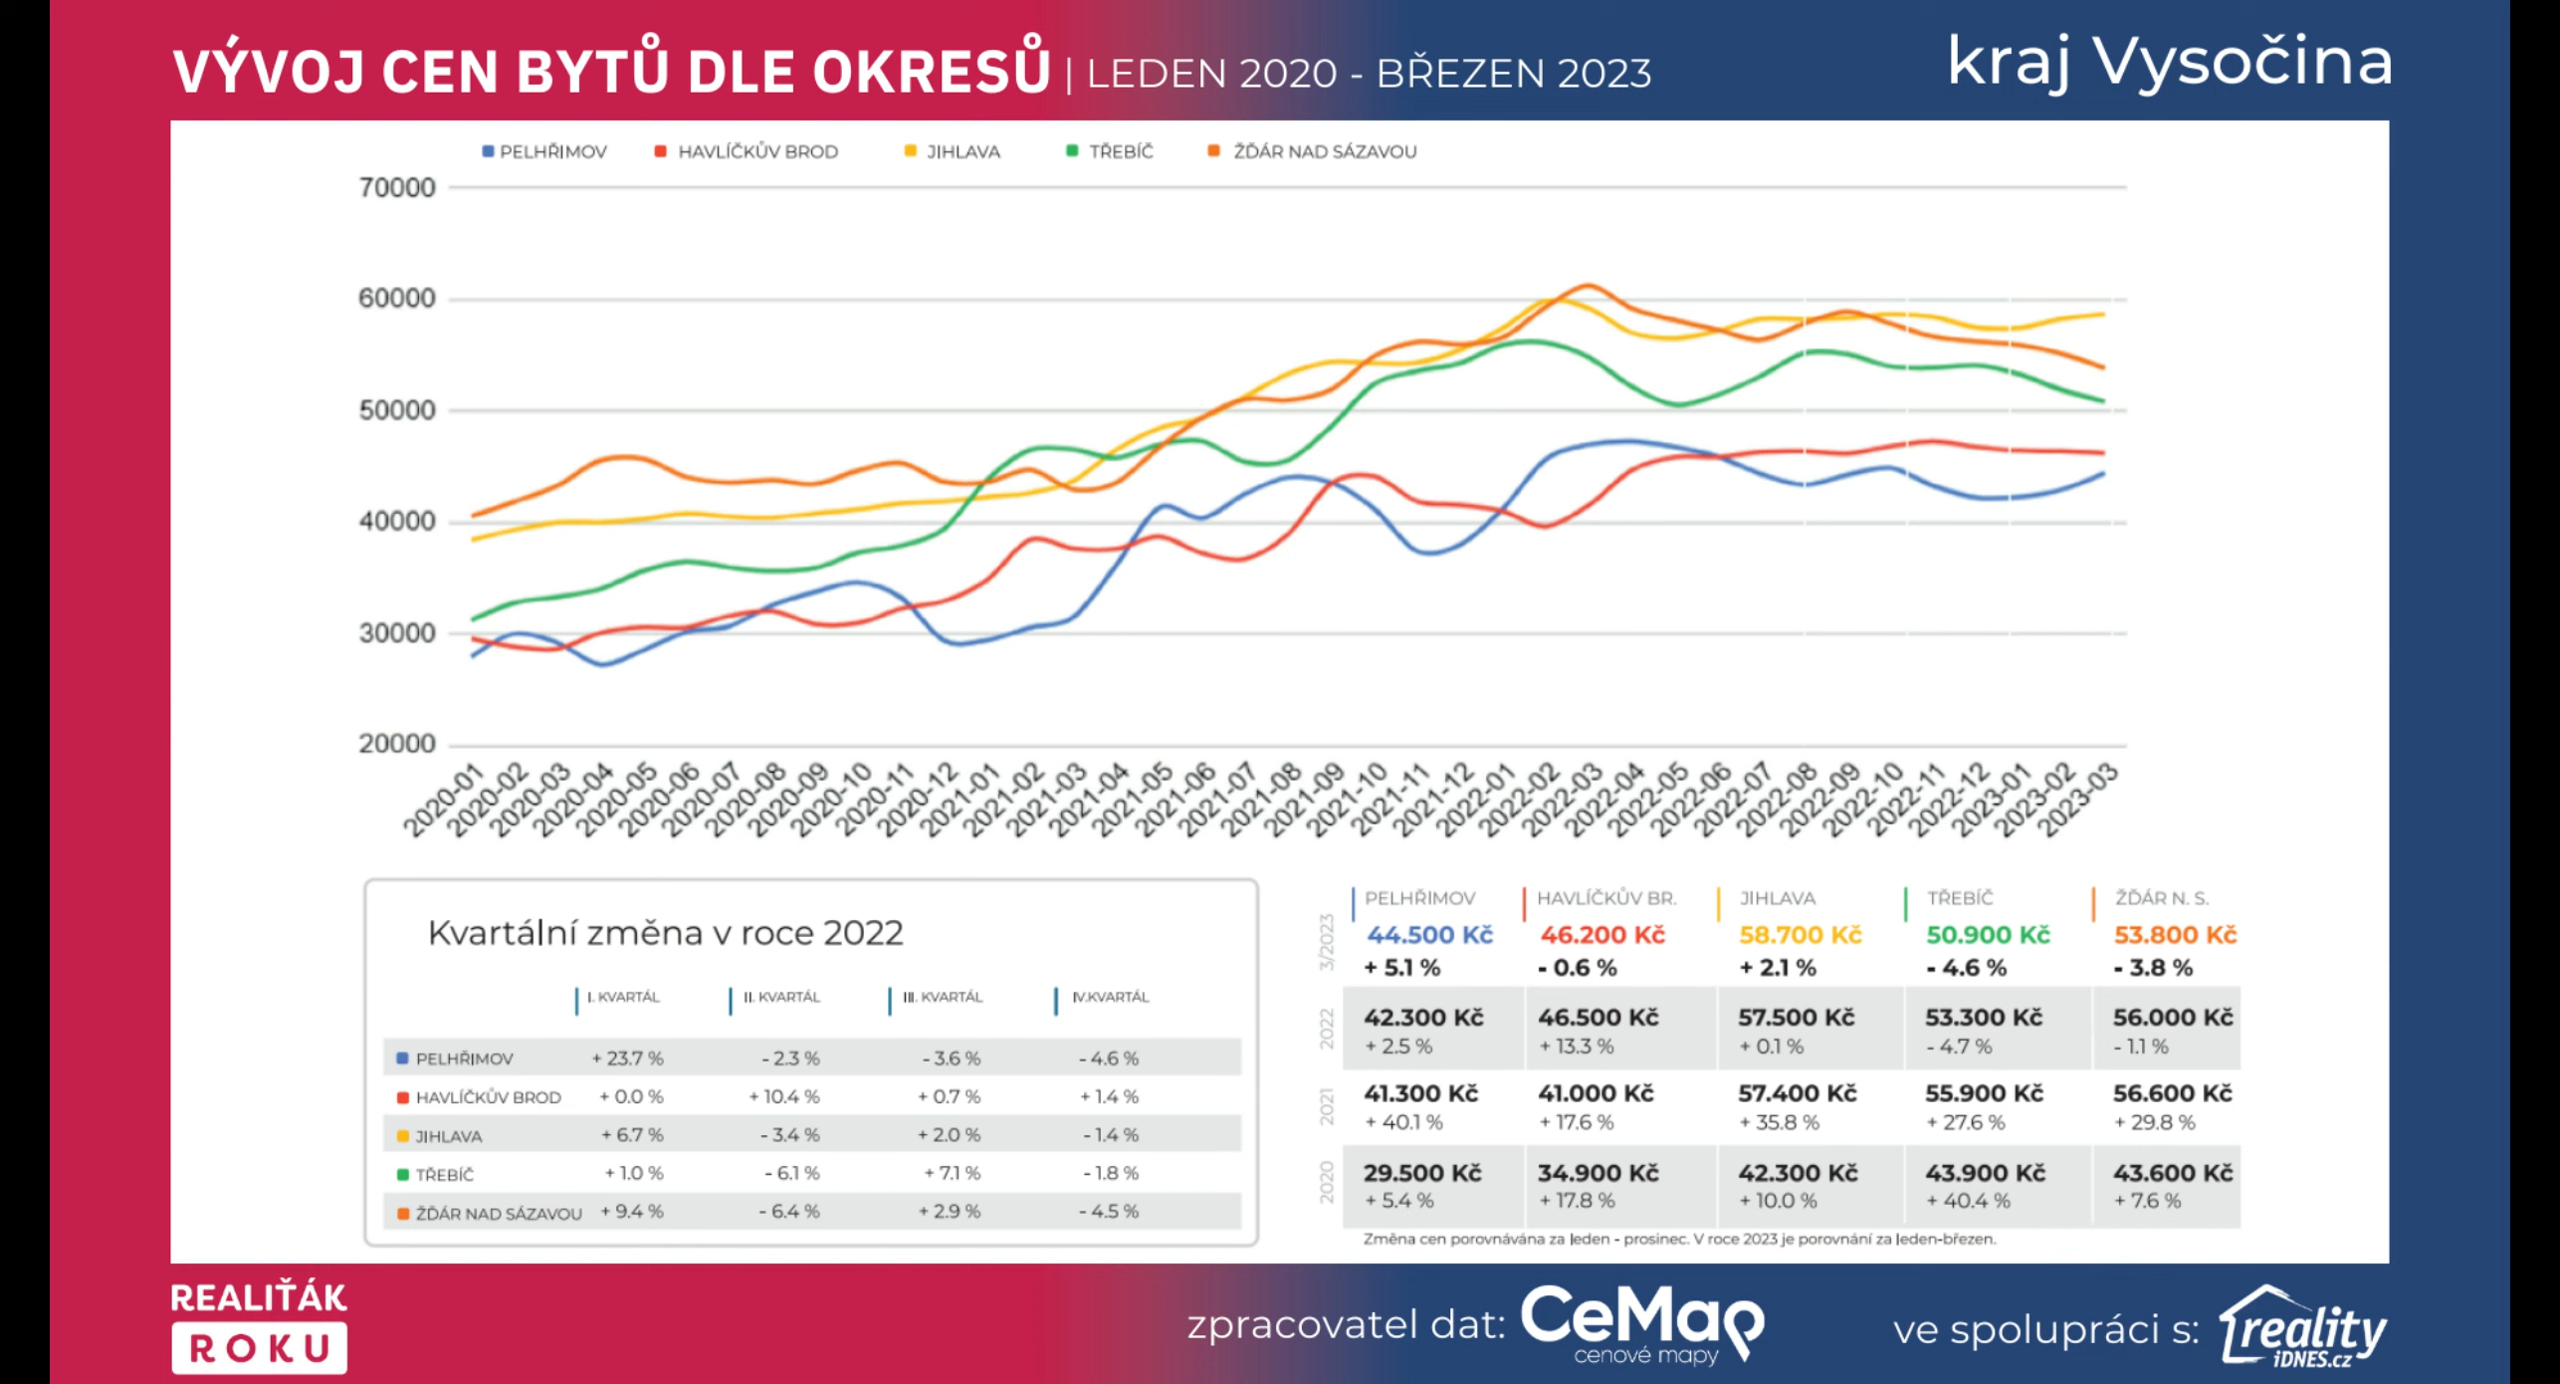 VÝVOJ CEN BYTŮ DLE OKRESŮ | LEDEN 2020 - BŘEZEN 2023
kraj Vysočina
PELHŘIMOV HAVLÍČKŮV BROD JIHLAVA TŘEBÍČ ŽĎÁR NAD SÁZAVOU
70000
60000
50000
40000
30000
20000
2020-01 2020-02 2020-03 2020-04 2020-05 2020-06 2020-07 2020-08 2020-09 2020-10 2020-11 2020-12 2021-01 2021-02 2021-03 2021-04 2021-05 2021-06 2021-07 2021-08 2021-09 2021-10 2021-11 2021-12 2022-01 2022-02 2022-03 2022-04 2022-05 2022-06 2022-07 2022-08 2022-09 2022-10 2022-11 2022-12 2023-01 2023-02 2023-03
Kvartální změna v roce 2022
I. KVARTÁL II. KVARTÁL III. KVARTÁL IV.KVARTÁL
PELHŘIMOV + 23.7 % - 2.3 % - 3.6 % - 4.6 %
HAVLÍČKŮV BROD + 0.0 % + 10.4 % + 0.7 % + 1.4 %
JIHLAVA + 6.7 % - 3.4 % + 2.0 % - 1.4 %
TŘEBÍČ + 1.0 % - 6.1 % + 7.1 % - 1.8 %
ŽĎÁR NAD SÁZAVOU + 9.4 % - 6.4 % + 2.9 % - 4.5 %
PELHŘIMOV HAVLÍČKŮV BR. JIHLAVA TŘEBÍČ ŽĎÁR N. S.
3/2023
44.500 Kč 46.200 Kč 58.700 Kč 50.900 Kč 53.800 Kč
+ 5.1 % - 0.6 % + 2.1 % - 4.6 % - 3.8 %
2022
42.300 Kč 46.500 Kč 57.500 Kč 53.300 Kč 56.000 Kč
+ 2.5 % + 13.3 % + 0.1 % - 4.7 % - 1.1 %
2021
41.300 Kč 41.000 Kč 57.400 Kč 55.900 Kč 56.600 Kč
+ 40.1 % + 17.6 % + 35.8 % + 27.6 % + 29.8 %
2020
29.500 Kč 34.900 Kč 42.300 Kč 43.900 Kč 43.600 Kč
+ 5.4 % + 17.8 % + 10.0 % + 40.4 % + 7.6 %
Změna cen porovnávána za leden - prosinec. V roce 2023 je porovnání za leden-březen.
REALIŤÁK
ROKU
zpracovatel dat: CeMap
cenové mapy
ve spolupráci s: reality
iDNES.cz